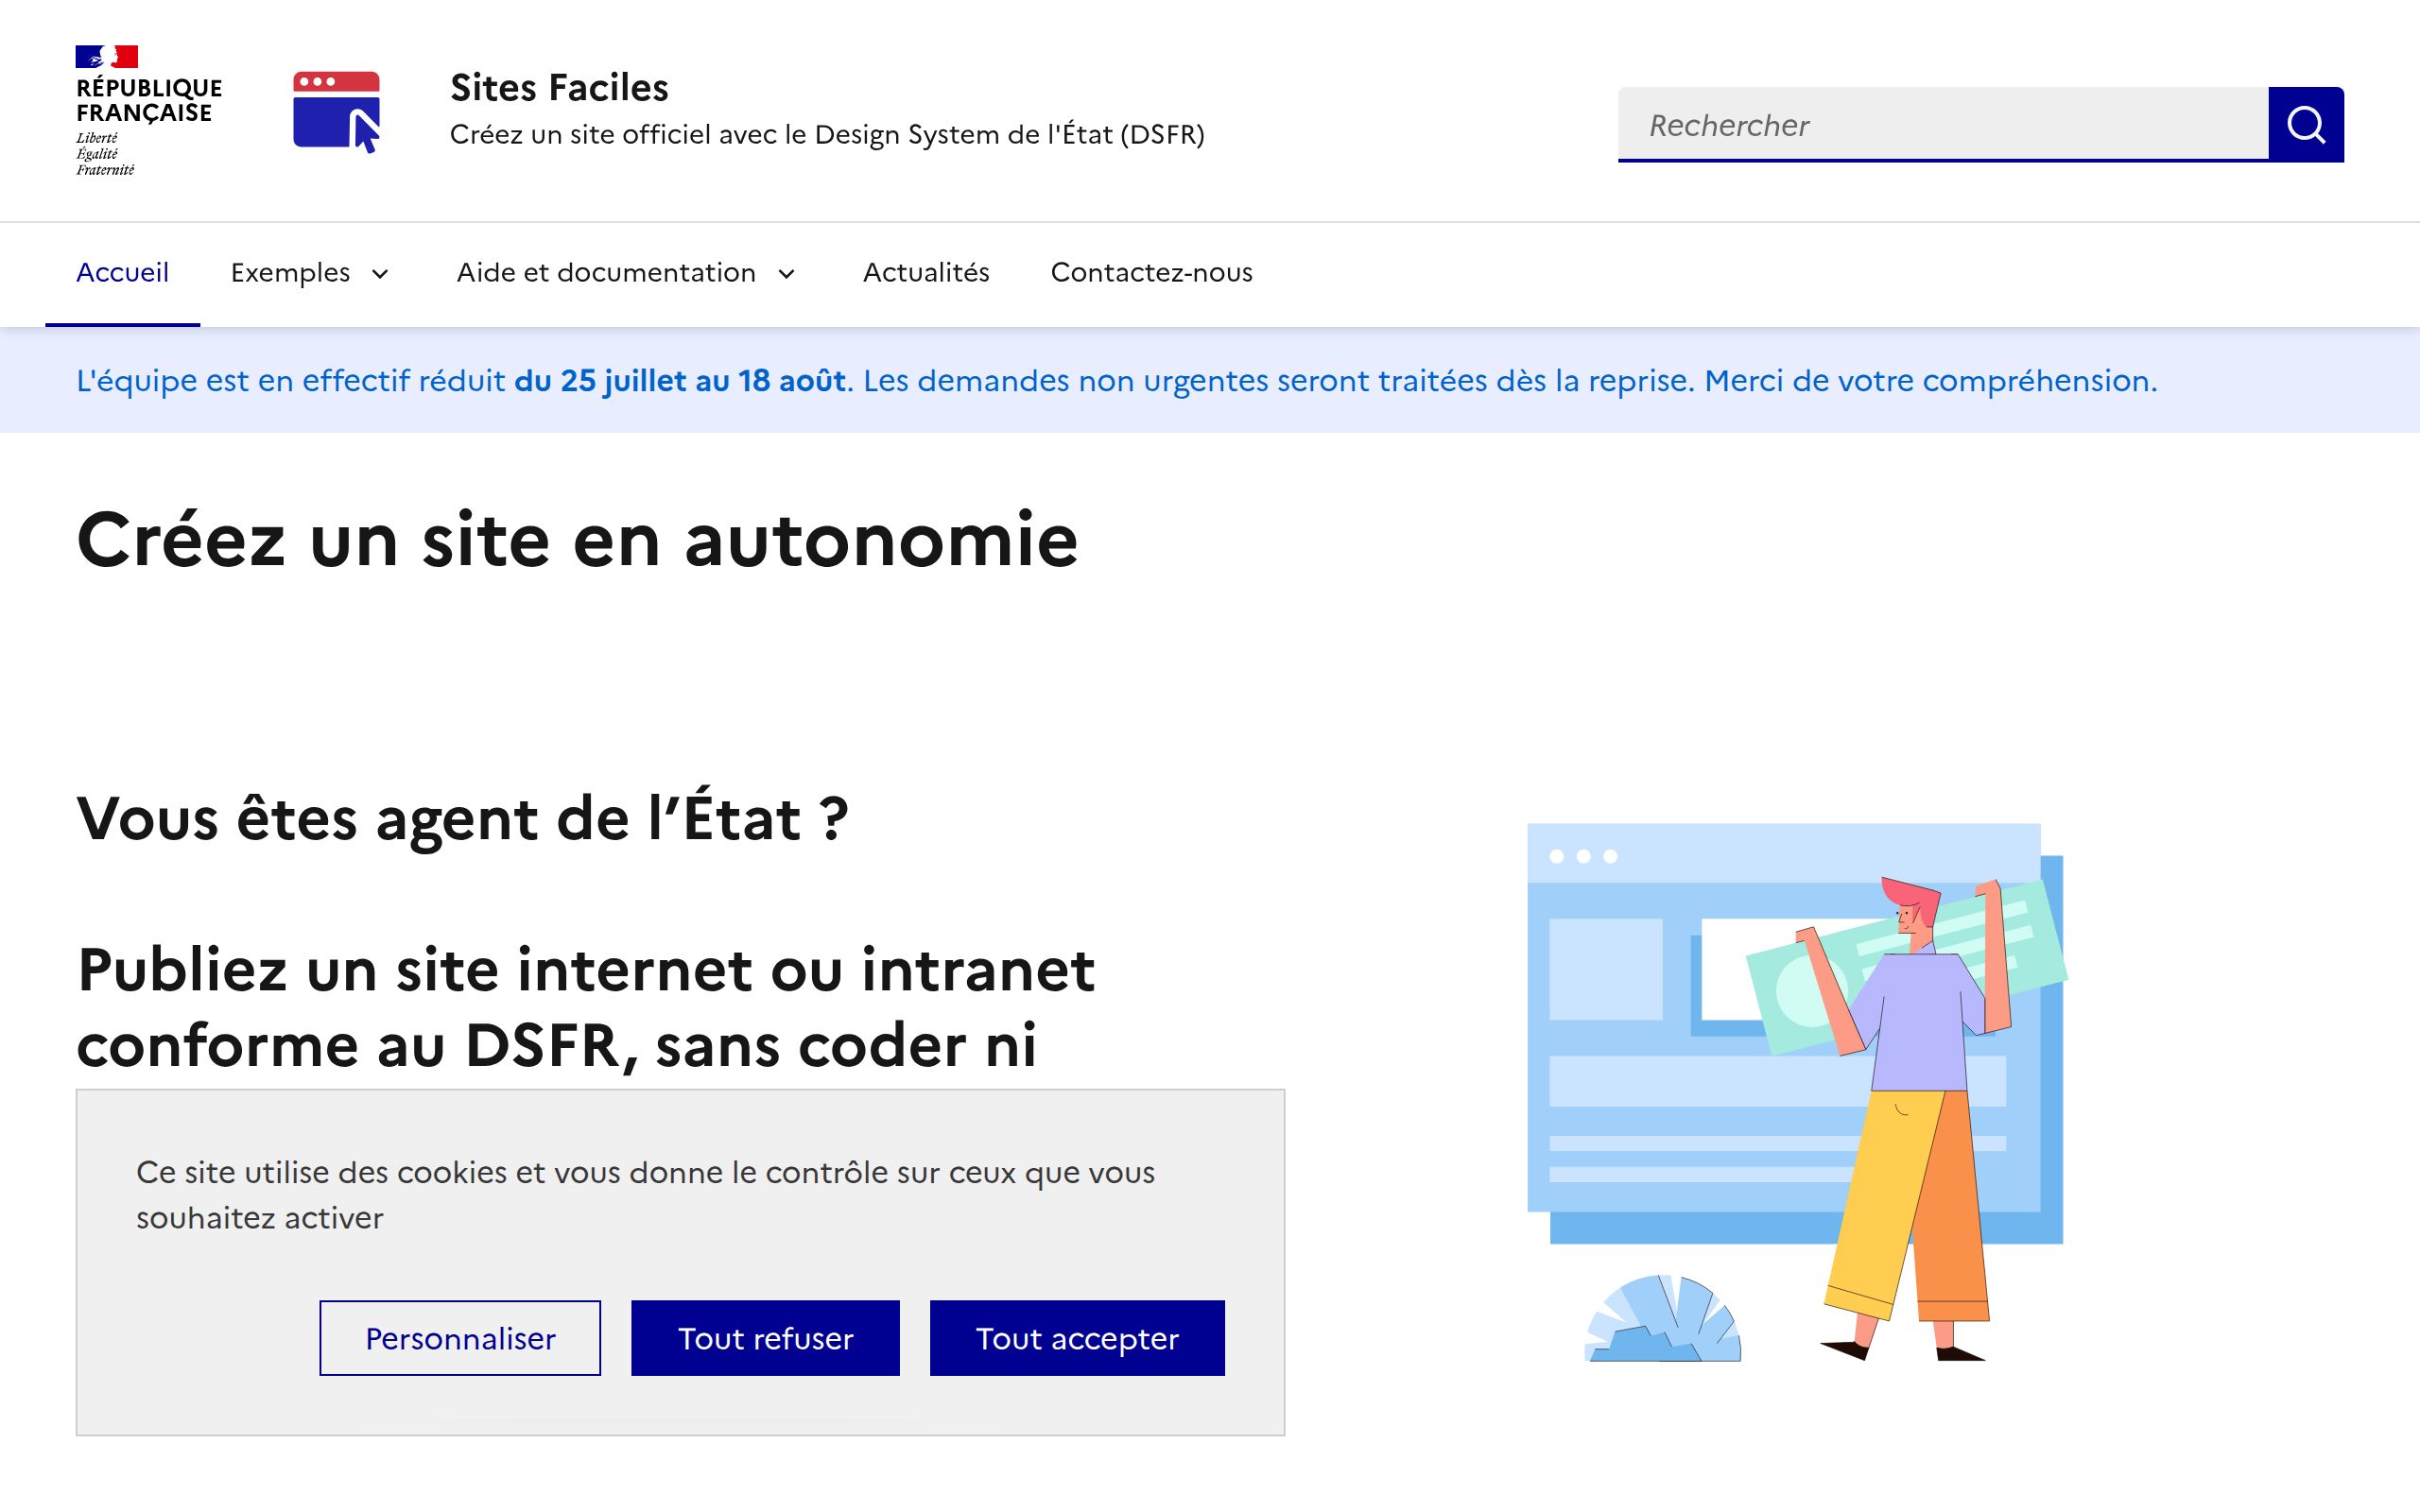 RÉPUBLIQUE
FRANÇAISE
Liberté
Égalité
Fraternité
Sites Faciles
Créez un site officiel avec le Design System de l'État (DSFR)
Rechercher
Accueil
Exemples
Aide et documentation
Actualités
Contactez-nous
L'équipe est en effectif réduit du 25 juillet au 18 août. Les demandes non urgentes seront traitées dès la reprise. Merci de votre compréhension.
Créez un site en autonomie
Vous êtes agent de l’État ?
Publiez un site internet ou intranet
conforme au DSFR, sans coder ni
Ce site utilise des cookies et vous donne le contrôle sur ceux que vous
souhaitez activer
Personnaliser
Tout refuser
Tout accepter